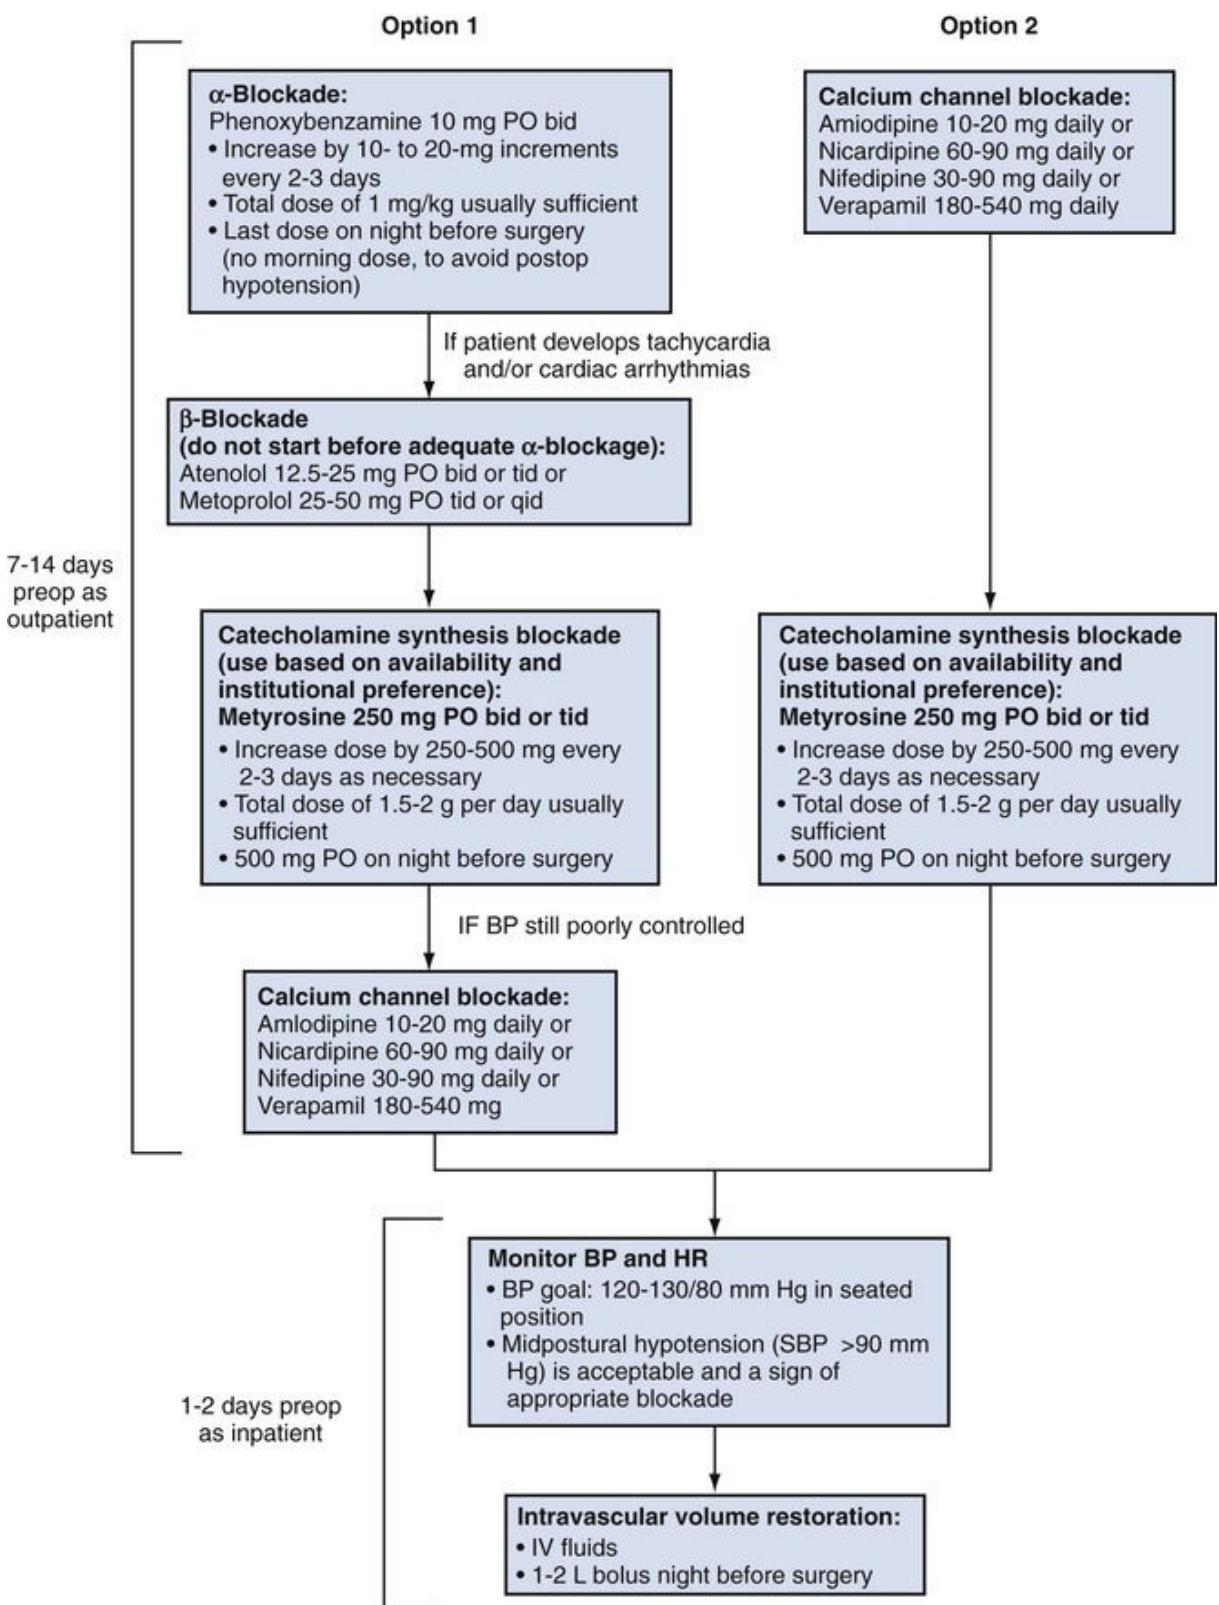 Option 1
α-Blockade:
Phenoxybenzamine 10 mg PO bid
• Increase by 10- to 20-mg increments
every 2-3 days
• Total dose of 1 mg/kg usually sufficient
• Last dose on night before surgery
(no morning dose, to avoid postop
hypotension)
If patient develops tachycardia
and/or cardiac arrhythmias
β-Blockade
(do not start before adequate α-blockage):
Atenolol 12.5-25 mg PO bid or tid or
Metoprolol 25-50 mg PO tid or qid
7-14 days
preop as
outpatient
Catecholamine synthesis blockade
(use based on availability and
institutional preference):
Metyrosine 250 mg PO bid or tid
• Increase dose by 250-500 mg every
2-3 days as necessary
• Total dose of 1.5-2 g per day usually
sufficient
• 500 mg PO on night before surgery
IF BP still poorly controlled
Calcium channel blockade:
Amlodipine 10-20 mg daily or
Nicardipine 60-90 mg daily or
Nifedipine 30-90 mg daily or
Verapamil 180-540 mg
Option 2
Calcium channel blockade:
Amiodipine 10-20 mg daily or
Nicardipine 60-90 mg daily or
Nifedipine 30-90 mg daily or
Verapamil 180-540 mg daily
Catecholamine synthesis blockade
(use based on availability and
institutional preference):
Metyrosine 250 mg PO bid or tid
• Increase dose by 250-500 mg every
2-3 days as necessary
• Total dose of 1.5-2 g per day usually
sufficient
• 500 mg PO on night before surgery
Monitor BP and HR
• BP goal: 120-130/80 mm Hg in seated
position
• Midpostural hypotension (SBP >90 mm
Hg) is acceptable and a sign of
appropriate blockade
1-2 days preop
as inpatient
Intravascular volume restoration:
• IV fluids
• 1-2 L bolus night before surgery